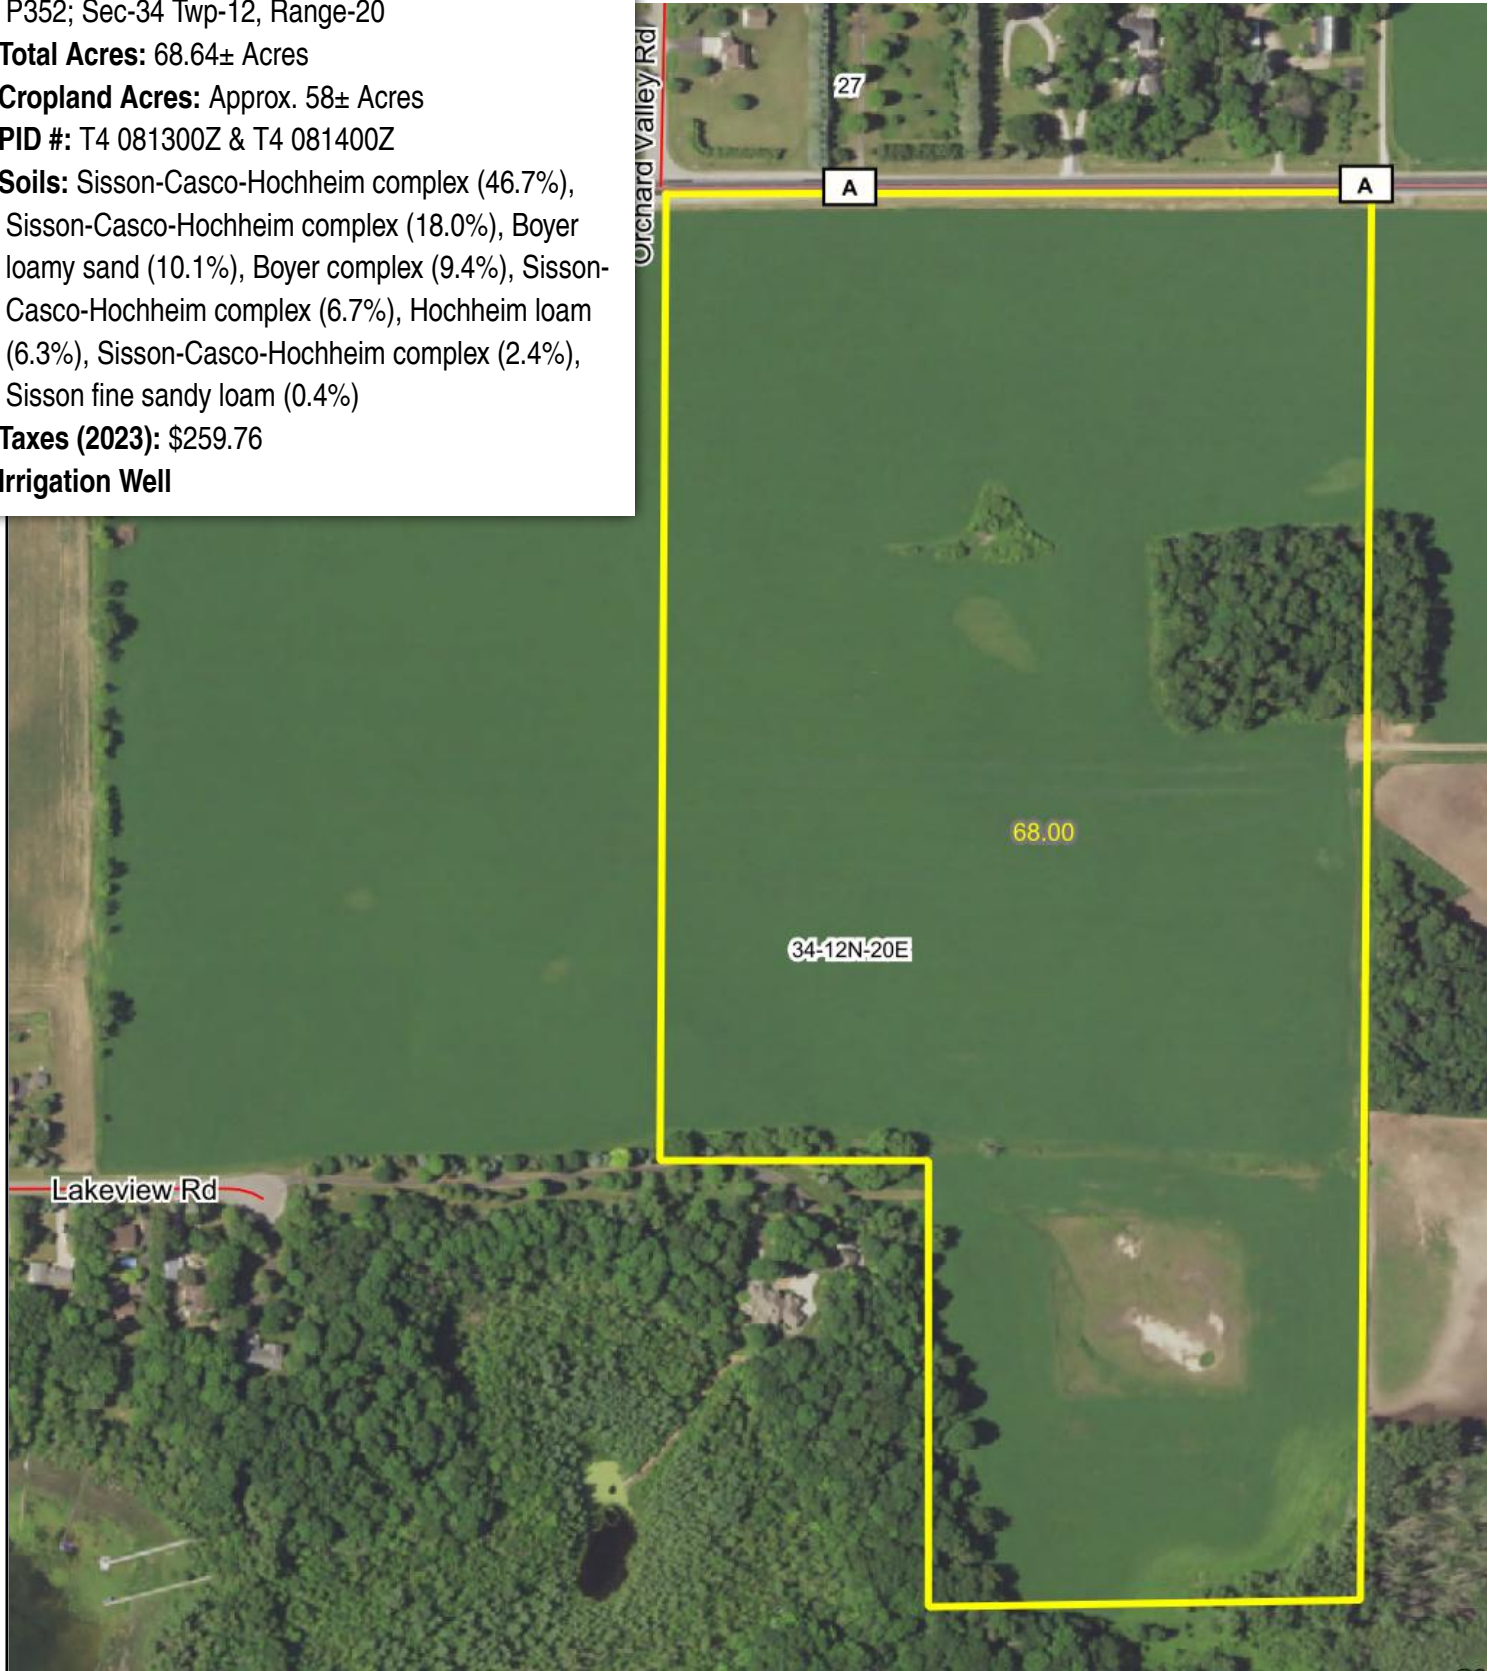 P352; Sec-34 Twp-12, Range-20
Total Acres: 68.64± Acres
Cropland Acres: Approx. 58± Acres
PID #: T4 081300Z & T4 081400Z
Soils: Sisson-Casco-Hochheim complex (46.7%),
Sisson-Casco-Hochheim complex (18.0%), Boyer
loamy sand (10.1%), Boyer complex (9.4%), Sisson-
Casco-Hochheim complex (6.7%), Hochheim loam
(6.3%), Sisson-Casco-Hochheim complex (2.4%),
Sisson fine sandy loam (0.4%)
Taxes (2023): $259.76
Irrigation Well
Orchard Valley Rd
27
A
A
68.00
34-12N-20E
Lakeview Rd